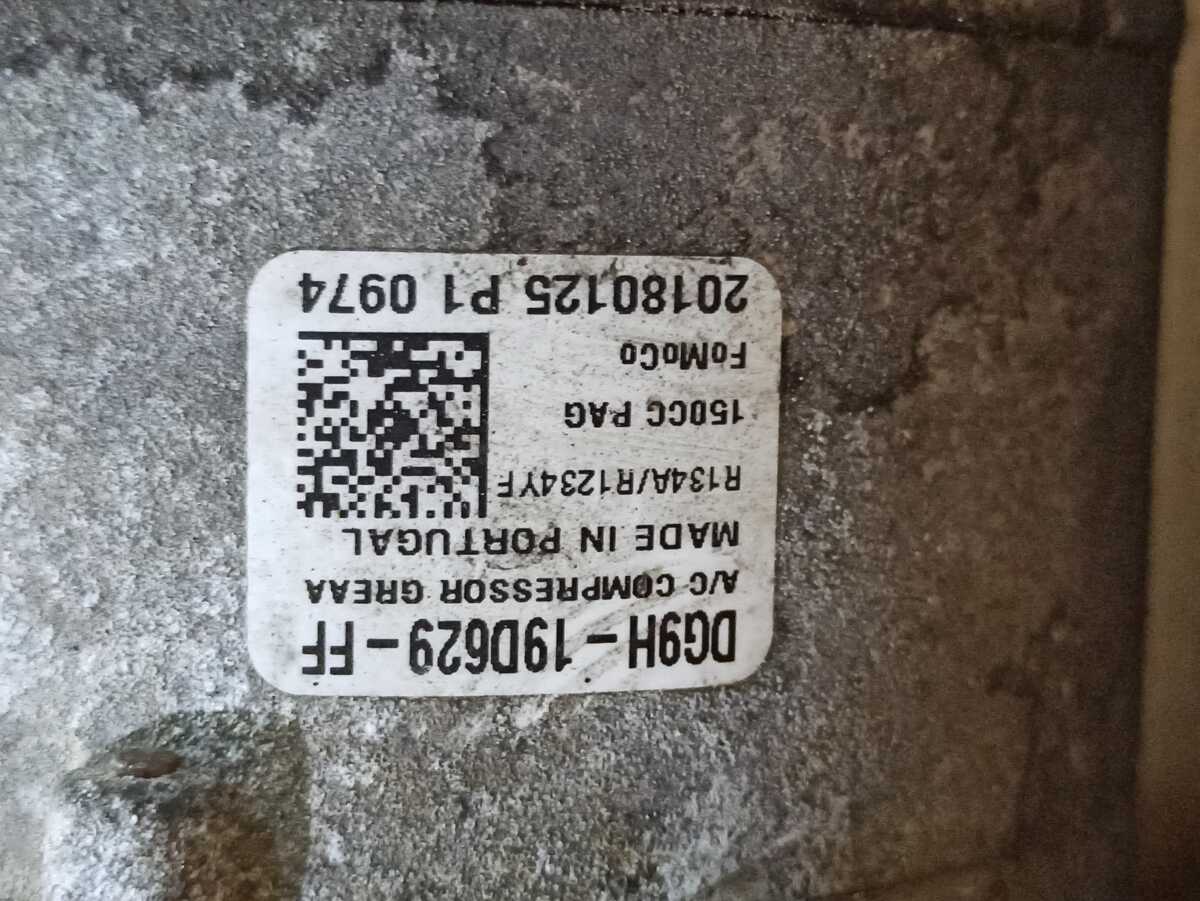 DG9H-19D629-FF
A/C COMPRESSOR GREAA
MADE IN PORTUGAL
R134A/R1234YF
150CC PAG
FoMoCo
20180125 P1 0974